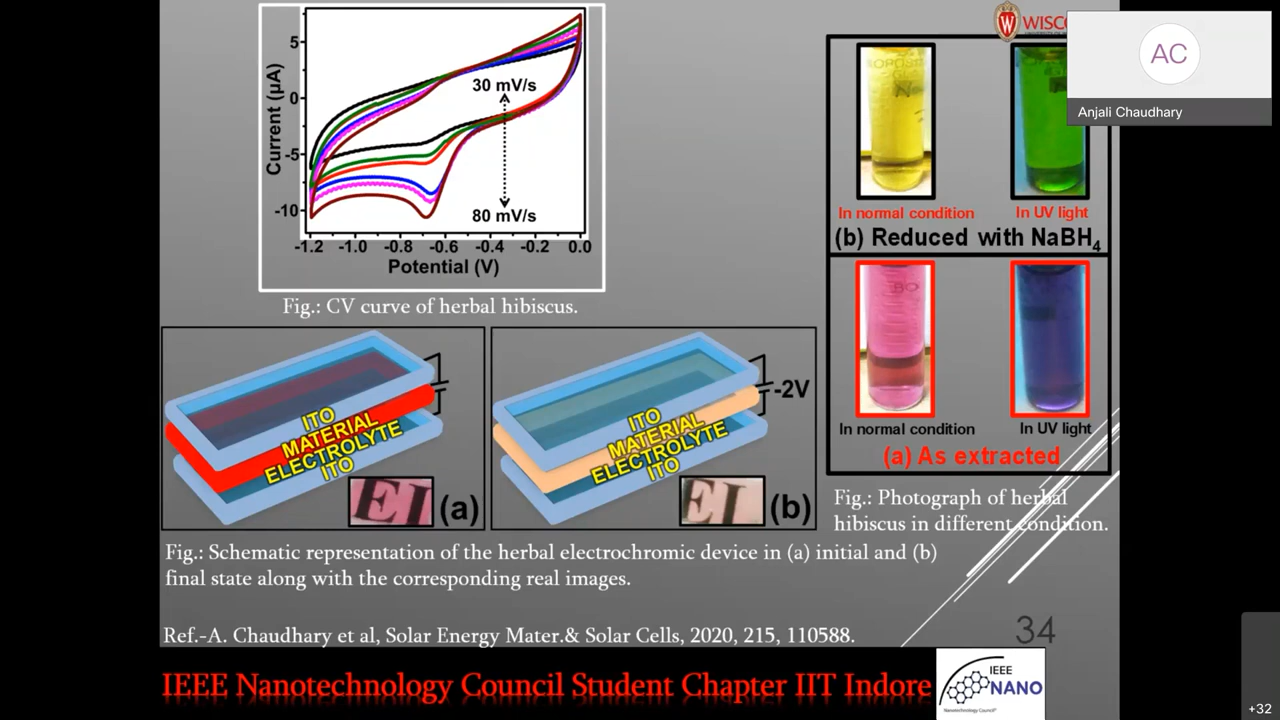 5
0
-5
-10
Current (µA)
30 mV/s
80 mV/s
-1.2 -1.0 -0.8 -0.6 -0.4 -0.2 0.0
Potential (V)
Fig.: CV curve of herbal hibiscus.
ITO
MATERIAL
ELECTROLYTE
ITO
EI
(a)
-2V
ITO
MATERIAL
ELECTROLYTE
ITO
EI
(b)
Fig.: Schematic representation of the herbal electrochromic device in (a) initial and (b)
final state along with the corresponding real images.
Ref.-A. Chaudhary et al, Solar Energy Mater.& Solar Cells, 2020, 215, 110588.
W
AC
Anjali Chaudhary
In normal condition
In UV light
(b) Reduced with NaBH4
In normal condition
In UV light
(a) As extracted
Fig.: Photograph of herbal
hibiscus in different condition.
34
IEEE Nanotechnology Council Student Chapter IIT Indore
IEEE
NANO
Nanotechnology Council
+32